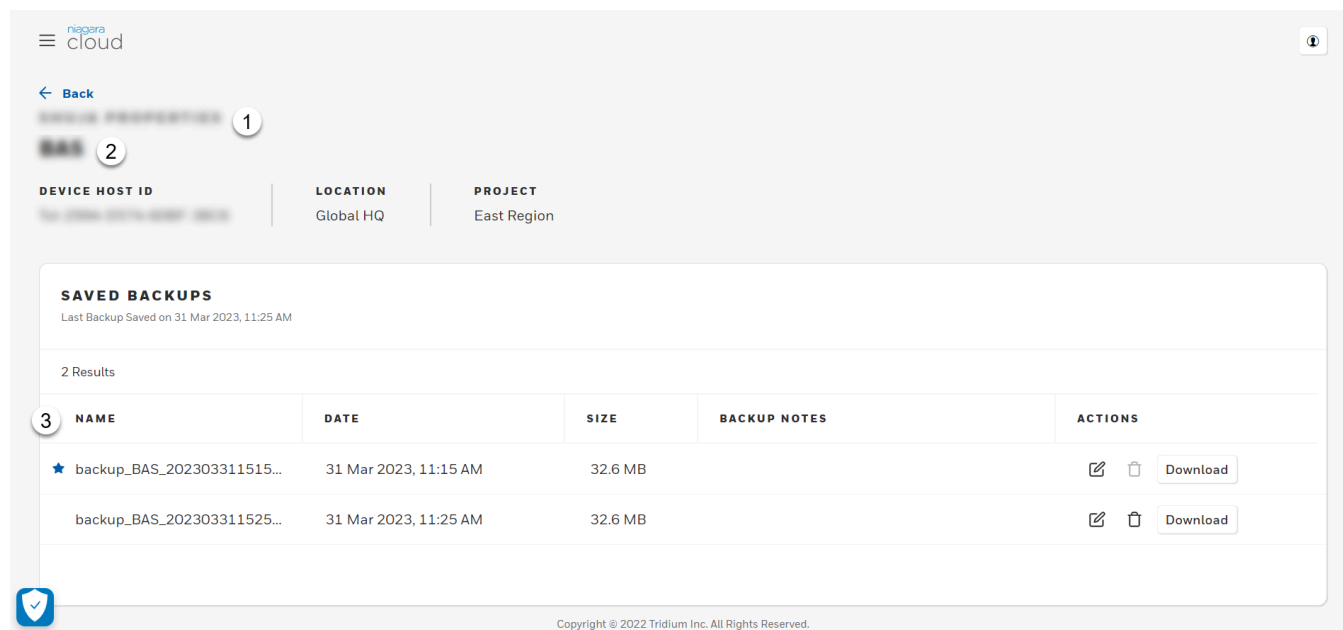 niagara
cloud
Back
1
2
DEVICE HOST ID
LOCATION
PROJECT
Global HQ
East Region
SAVED BACKUPS
Last Backup Saved on 31 Mar 2023, 11:25 AM
2 Results
3 NAME DATE SIZE BACKUP NOTES ACTIONS
backup_BAS_202303311515... 31 Mar 2023, 11:15 AM 32.6 MB Download
backup_BAS_202303311525... 31 Mar 2023, 11:25 AM 32.6 MB Download
Copyright © 2022 Tridium Inc. All Rights Reserved.